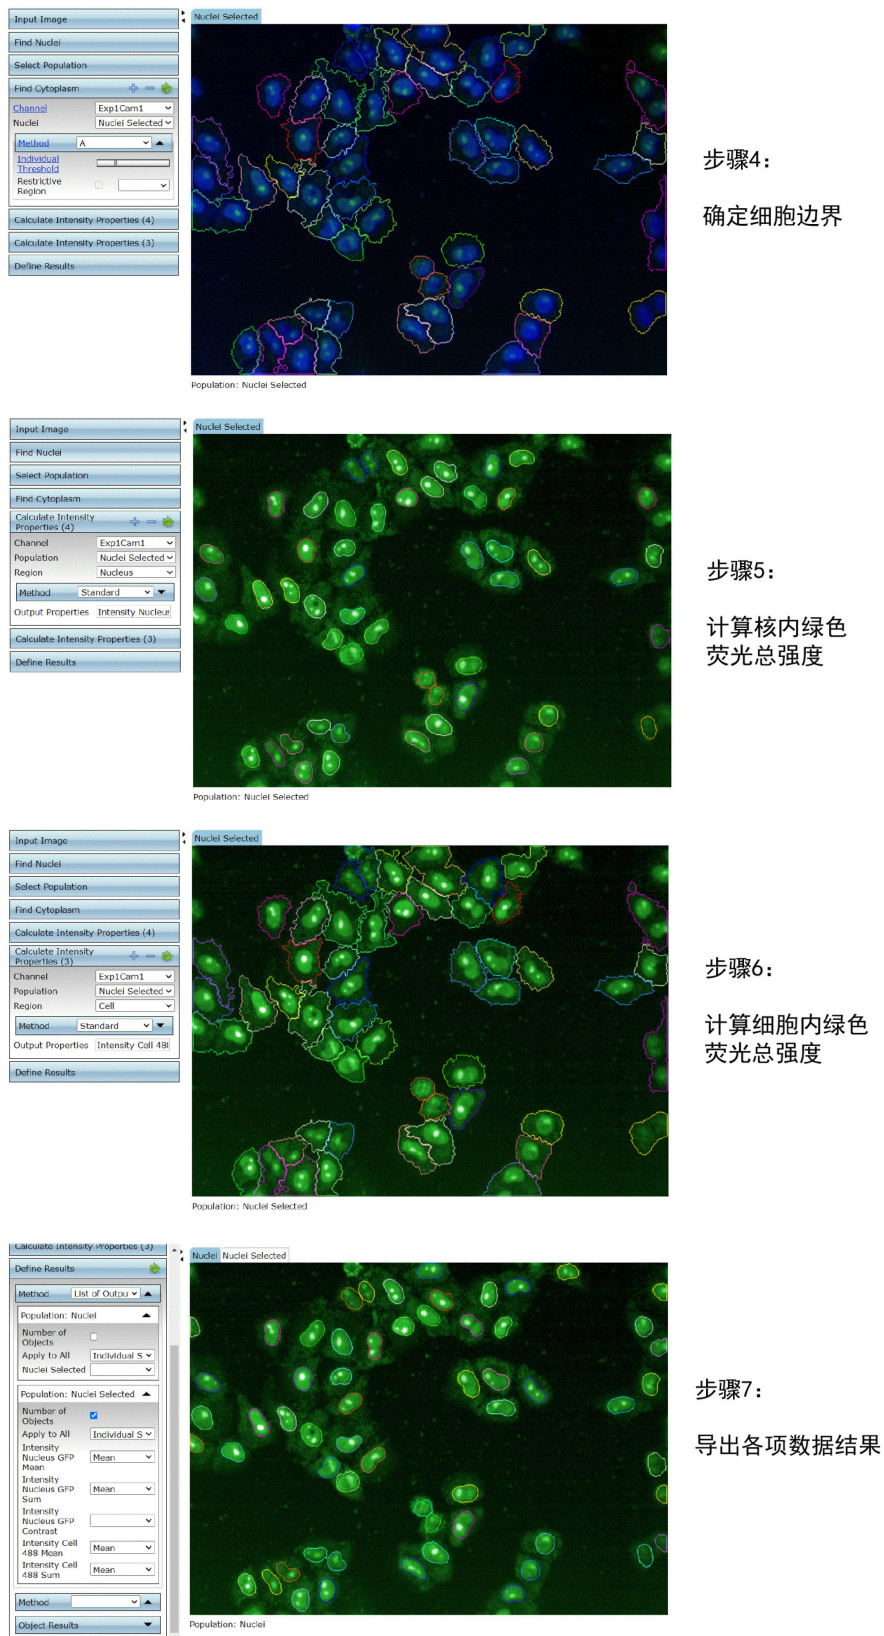 Input Image
Find Nuclei
Select Population
Find Cytoplasm
Channel Exp1Cam1
Nuclei Nuclei Selected
Method A
Individual
Threshold
Restrictive
Region
Calculate Intensity Properties (4)
Calculate Intensity Properties (3)
Define Results
Nuclei Selected
Population: Nuclei Selected
步骤4：
确定细胞边界
Input Image
Find Nuclei
Select Population
Find Cytoplasm
Calculate Intensity
Properties (4)
Channel Exp1Cam1
Population Nuclei Selected
Region Nucleus
Method Standard
Output Properties Intensity Nucleus
Calculate Intensity Properties (3)
Define Results
Nuclei Selected
Population: Nuclei Selected
步骤5：
计算核内绿色
荧光总强度
Input Image
Find Nuclei
Select Population
Find Cytoplasm
Calculate Intensity Properties (4)
Calculate Intensity
Properties (3)
Channel Exp1Cam1
Population Nuclei Selected
Region Cell
Method Standard
Output Properties Intensity Cell 488
Define Results
Nuclei Selected
Population: Nuclei Selected
步骤6：
计算细胞内绿色
荧光总强度
Calculate Intensity Properties (3)
Define Results
Method List of Outpu
Population: Nuclei
Number of
Objects
Apply to All Individual S
Nuclei Selected
Population: Nuclei Selected
Number of
Objects
Apply to All Individual S
Intensity
Nucleus GFP
Mean Mean
Intensity
Nucleus GFP
Sum Mean
Intensity
Nucleus GFP
Contrast
Intensity Cell
488 Mean Mean
Intensity Cell
488 Sum Mean
Method
Object Results
Nuclei Nuclei Selected
Population: Nuclei
步骤7：
导出各项数据结果